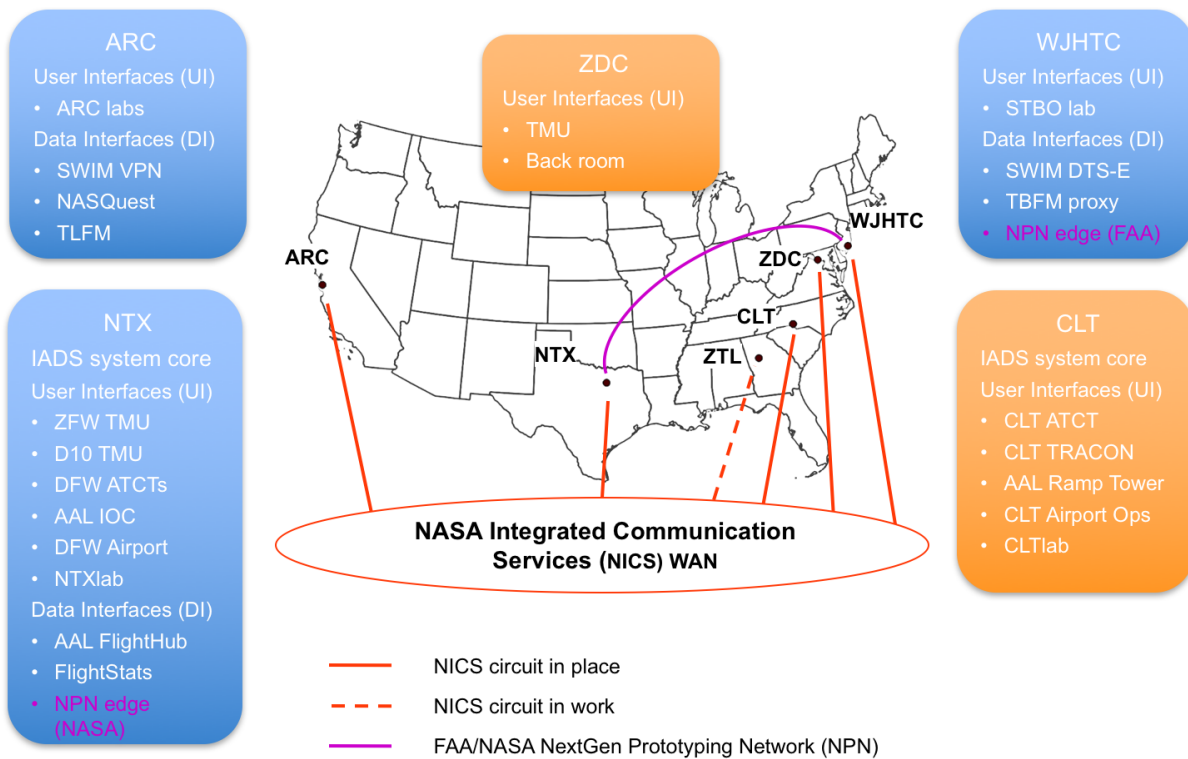 ARC
User Interfaces (UI)
• ARC labs
Data Interfaces (DI)
• SWIM VPN
• NASQuest
• TLFM
ZDC
User Interfaces (UI)
• TMU
• Back room
WJHTC
User Interfaces (UI)
• STBO lab
Data Interfaces (DI)
• SWIM DTS-E
• TBFM proxy
• NPN edge (FAA)
NTX
IADS system core
User Interfaces (UI)
• ZFW TMU
• D10 TMU
• DFW ATCTs
• AAL IOC
• DFW Airport
• NTXlab
Data Interfaces (DI)
• AAL FlightHub
• FlightStats
• NPN edge
(NASA)
CLT
IADS system core
User Interfaces (UI)
• CLT ATCT
• CLT TRACON
• AAL Ramp Tower
• CLT Airport Ops
• CLTlab
ARC
WJHTC
ZDC
CLT
NTX
ZTL
NASA Integrated Communication
Services (NICS) WAN
NICS circuit in place
NICS circuit in work
FAA/NASA NextGen Prototyping Network (NPN)